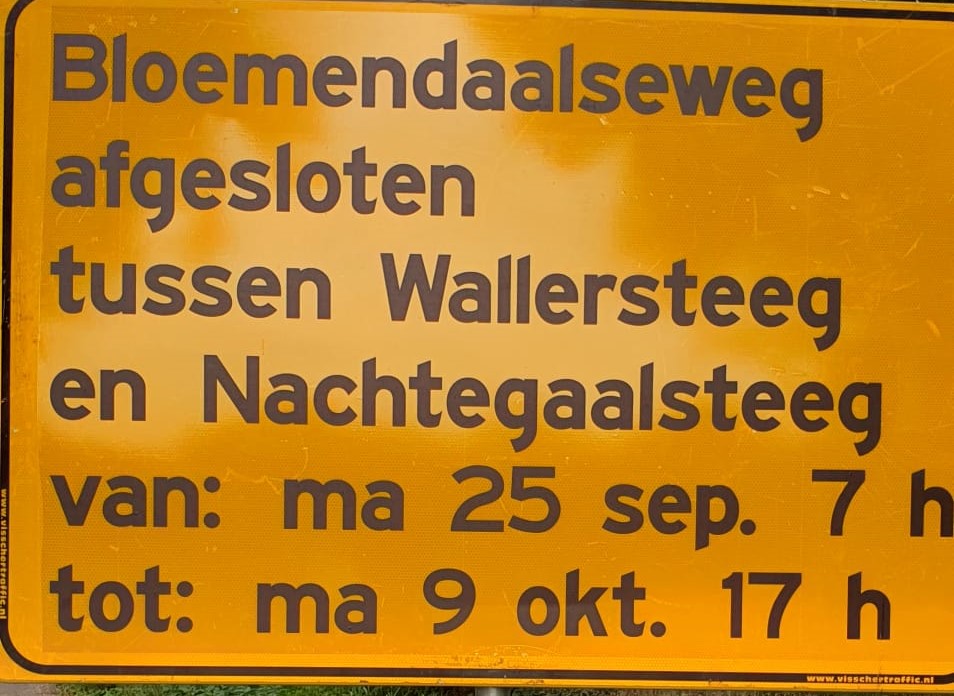 Bloemendaalseweg
afgesloten
tussen Wallersteeg
en Nachtegaalsteeg
van: ma 25 sep. 7 h
tot: ma 9 okt. 17 h
www.visschertraffic.nl
www.visschertraffic.nl